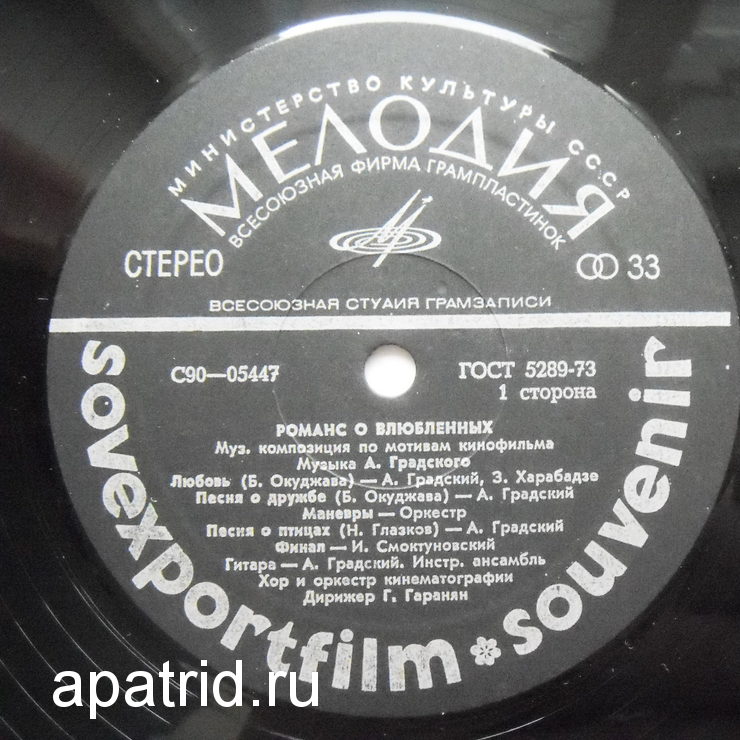 МИНИСТЕРСТВО КУЛЬТУРЫ СССР
МЕЛОДИЯ
ВСЕСОЮЗНАЯ ФИРМА ГРАМПЛАСТИНОК
СТЕРЕО
33
ВСЕСОЮЗНАЯ СТУДИЯ ГРАМЗАПИСИ
С90—05447
ГОСТ 5289-73
1 сторона
РОМАНС О ВЛЮБЛЕННЫХ
Муз. композиция по мотивам кинофильма
Музыка А. Градского
Любовь (Б. Окуджава) — А. Градский, З. Харабадзе
Песня о дружбе (Б. Окуджава) — А. Градский
Маневры — Оркестр
Песня о птицах (Н. Глазков) — А. Градский
Финал — И. Смоктуновский
Гитара — А. Градский. Инстр. ансамбль
Хор и оркестр кинематографии
Дирижер Г. Гаранян
sovexportfilm * souvenir
apatrid.ru